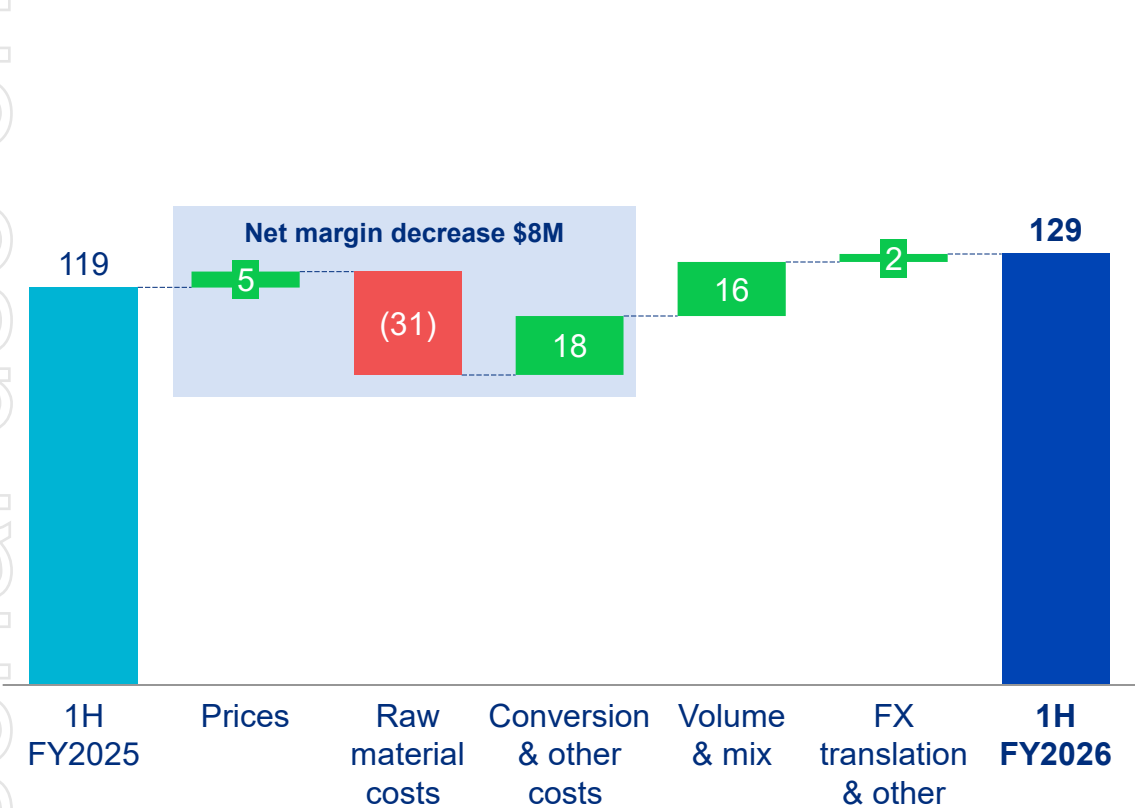 Net margin decrease $8M
119
5
(31)
18
16
2
129
1H
FY2025
Prices
Raw
material
costs
Conversion
& other
costs
Volume
& mix
FX
translation
& other
1H
FY2026